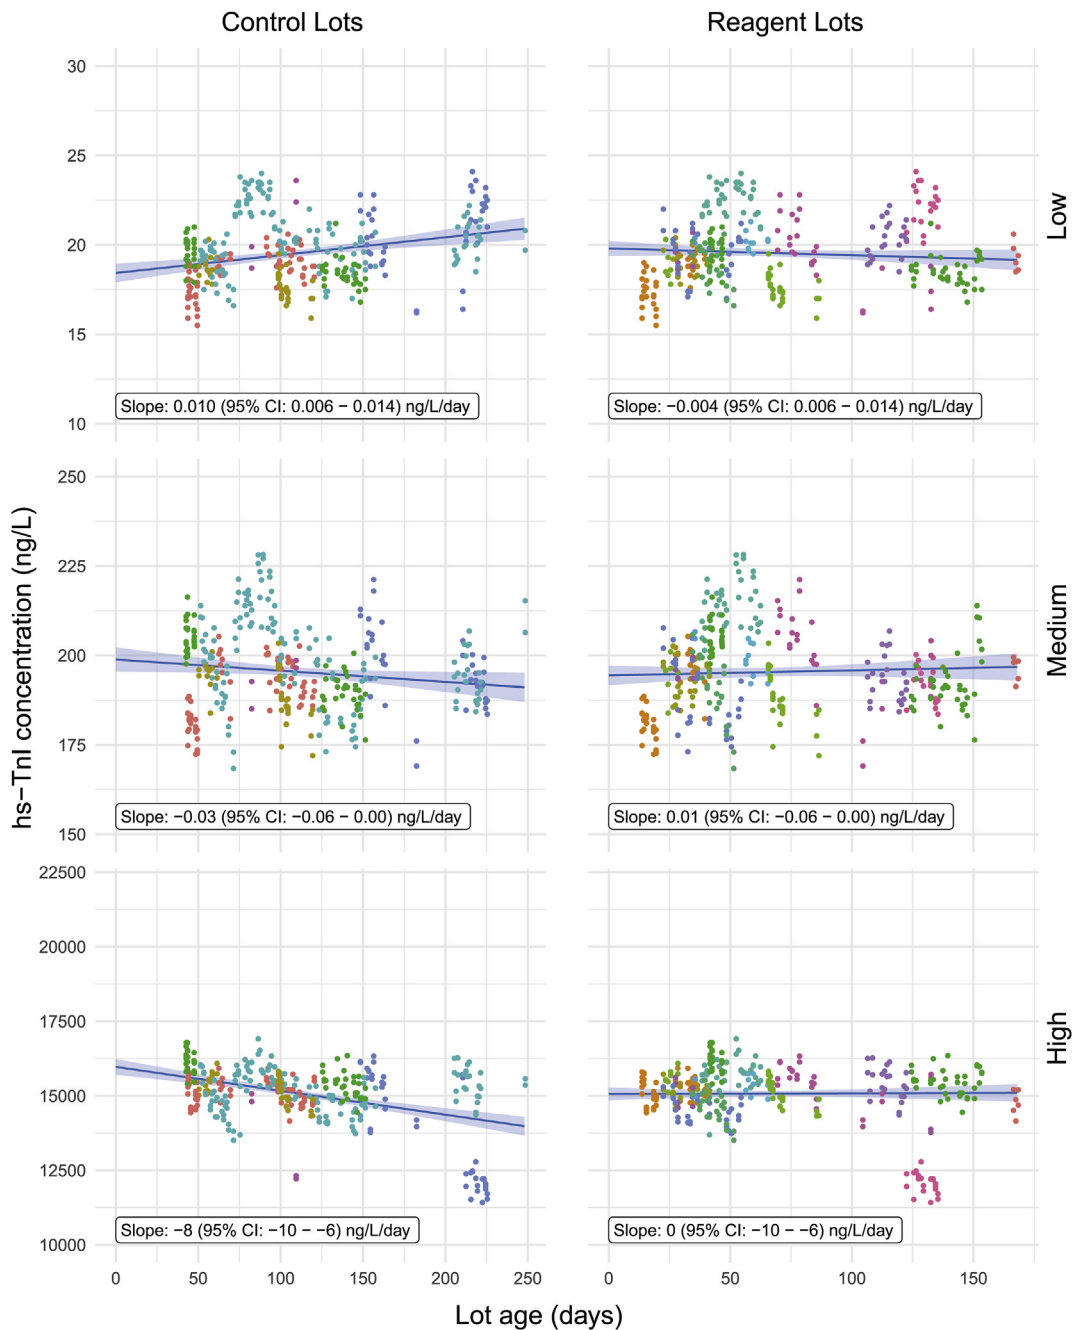 Control Lots
Reagent Lots
30
25
20
15
10
Low
Slope: 0.010 (95% CI: 0.006 − 0.014) ng/L/day
Slope: −0.004 (95% CI: 0.006 − 0.014) ng/L/day
hs−TnI concentration (ng/L)
250
225
200
175
150
Medium
Slope: −0.03 (95% CI: −0.06 − 0.00) ng/L/day
Slope: 0.01 (95% CI: −0.06 − 0.00) ng/L/day
22500
20000
17500
15000
12500
10000
High
Slope: −8 (95% CI: −10 − −6) ng/L/day
Slope: 0 (95% CI: −10 − −6) ng/L/day
0 50 100 150 200 250
0 50 100 150
Lot age (days)